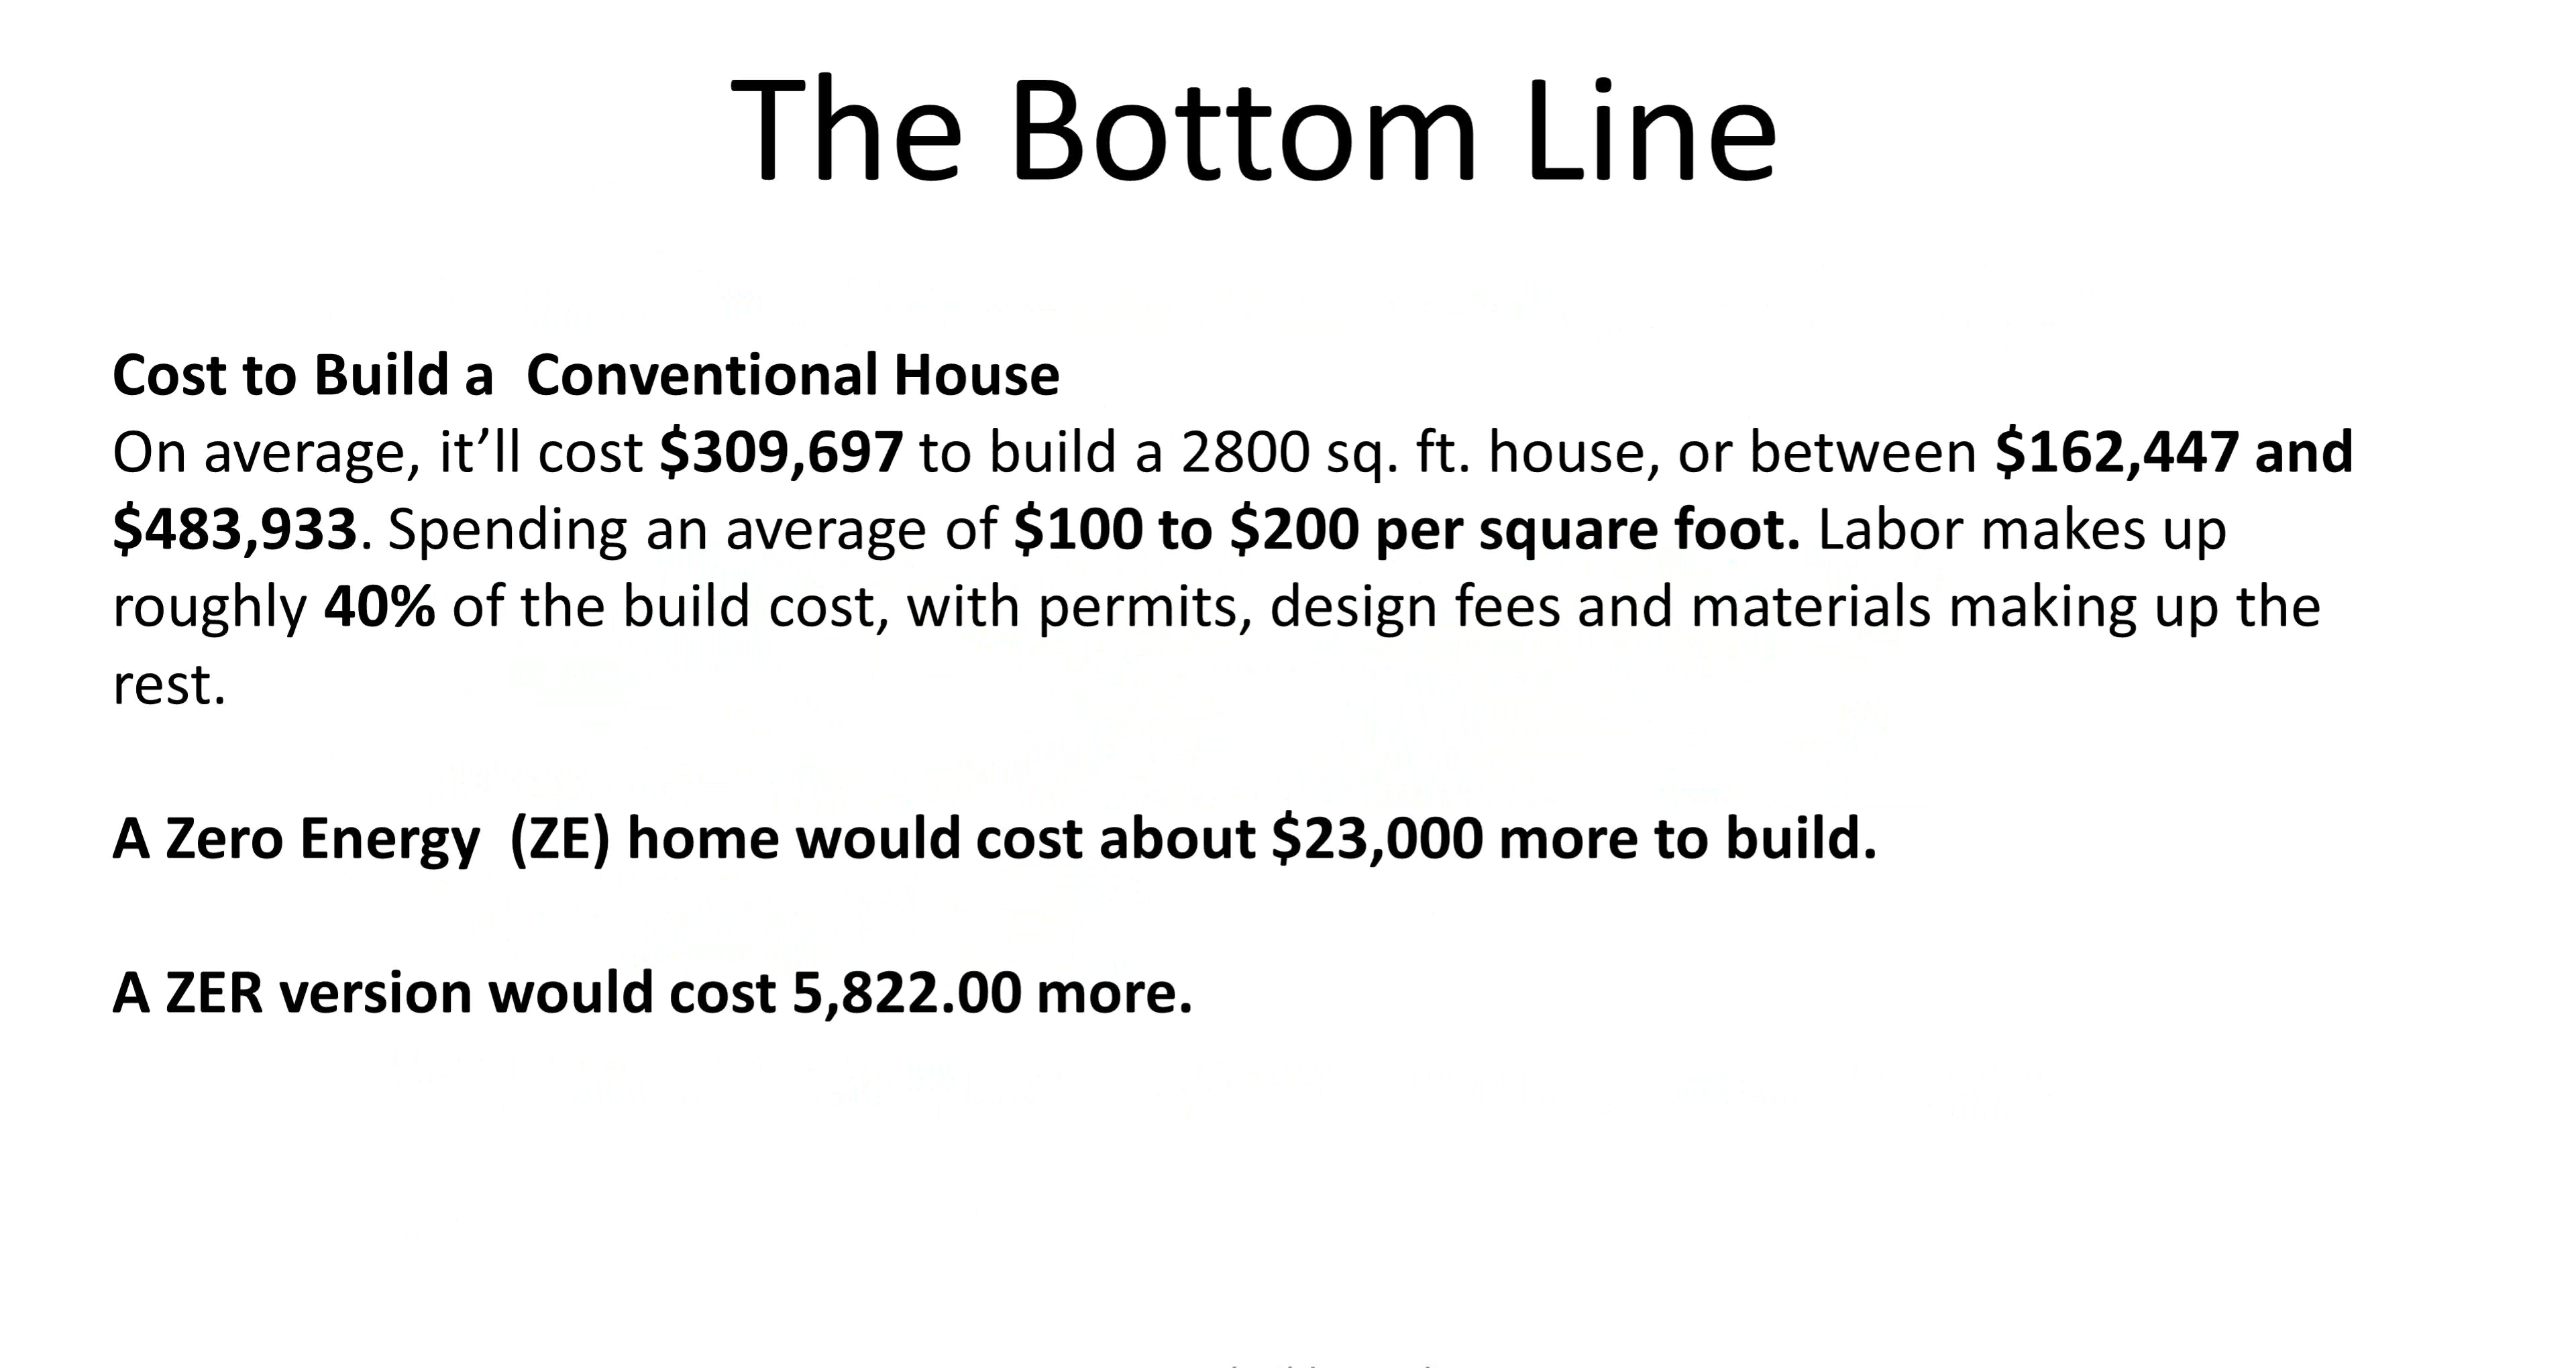 The Bottom Line
Cost to Build a  Conventional House
On average, it’ll cost $309,697 to build a 2800 sq. ft. house, or between $162,447 and
$483,933. Spending an average of $100 to $200 per square foot. Labor makes up
roughly 40% of the build cost, with permits, design fees and materials making up the
rest.
A Zero Energy  (ZE) home would cost about $23,000 more to build.
A ZER version would cost 5,822.00 more.